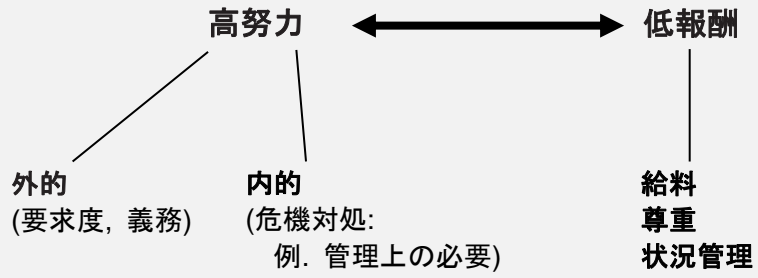 高努力 低報酬
外的 内的 給料
(要求度, 義務) (危機対処: 尊重
例. 管理上の必要) 状況管理